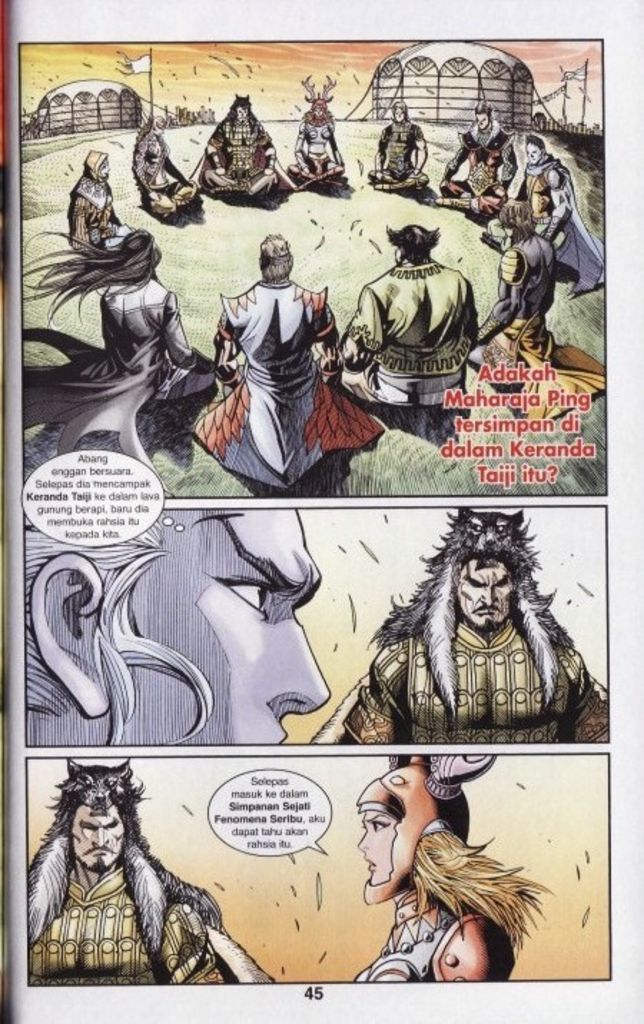 Adakah
Maharaja Ping
tersimpan di
dalam Keranda
Taiji itu?
Abang
enggan bersuara.
Selepas dia mencampak
Keranda Taiji ke dalam lava
gunung berapi, baru dia
membuka rahsia itu
kepada kita.
Selepas
masuk ke dalam
Simpanan Sejati
Fenomena Seribu, aku
dapat tahu akan
rahsia itu.
45